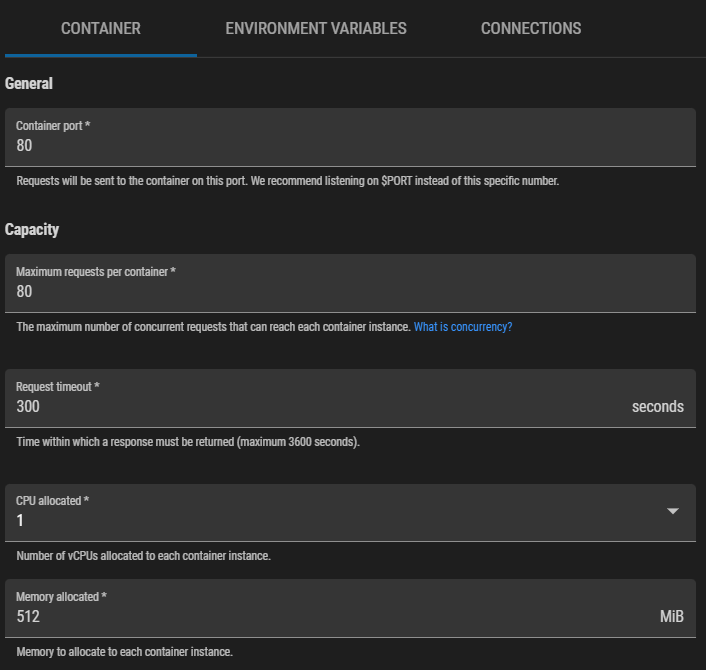 CONTAINER ENVIRONMENT VARIABLES CONNECTIONS
General
Container port *
80
Requests will be sent to the container on this port. We recommend listening on $PORT instead of this specific number.
Capacity
Maximum requests per container *
80
The maximum number of concurrent requests that can reach each container instance. What is concurrency?
Request timeout *
300 seconds
Time within which a response must be returned (maximum 3600 seconds).
CPU allocated *
1
Number of vCPUs allocated to each container instance.
Memory allocated *
512 MiB
Memory to allocate to each container instance.